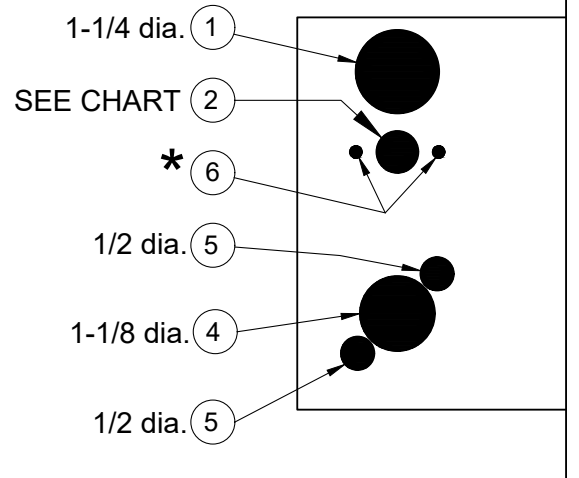 1-1/4 dia. 1
SEE CHART 2
* 6
1/2 dia. 5
1-1/8 dia. 4
1/2 dia. 5